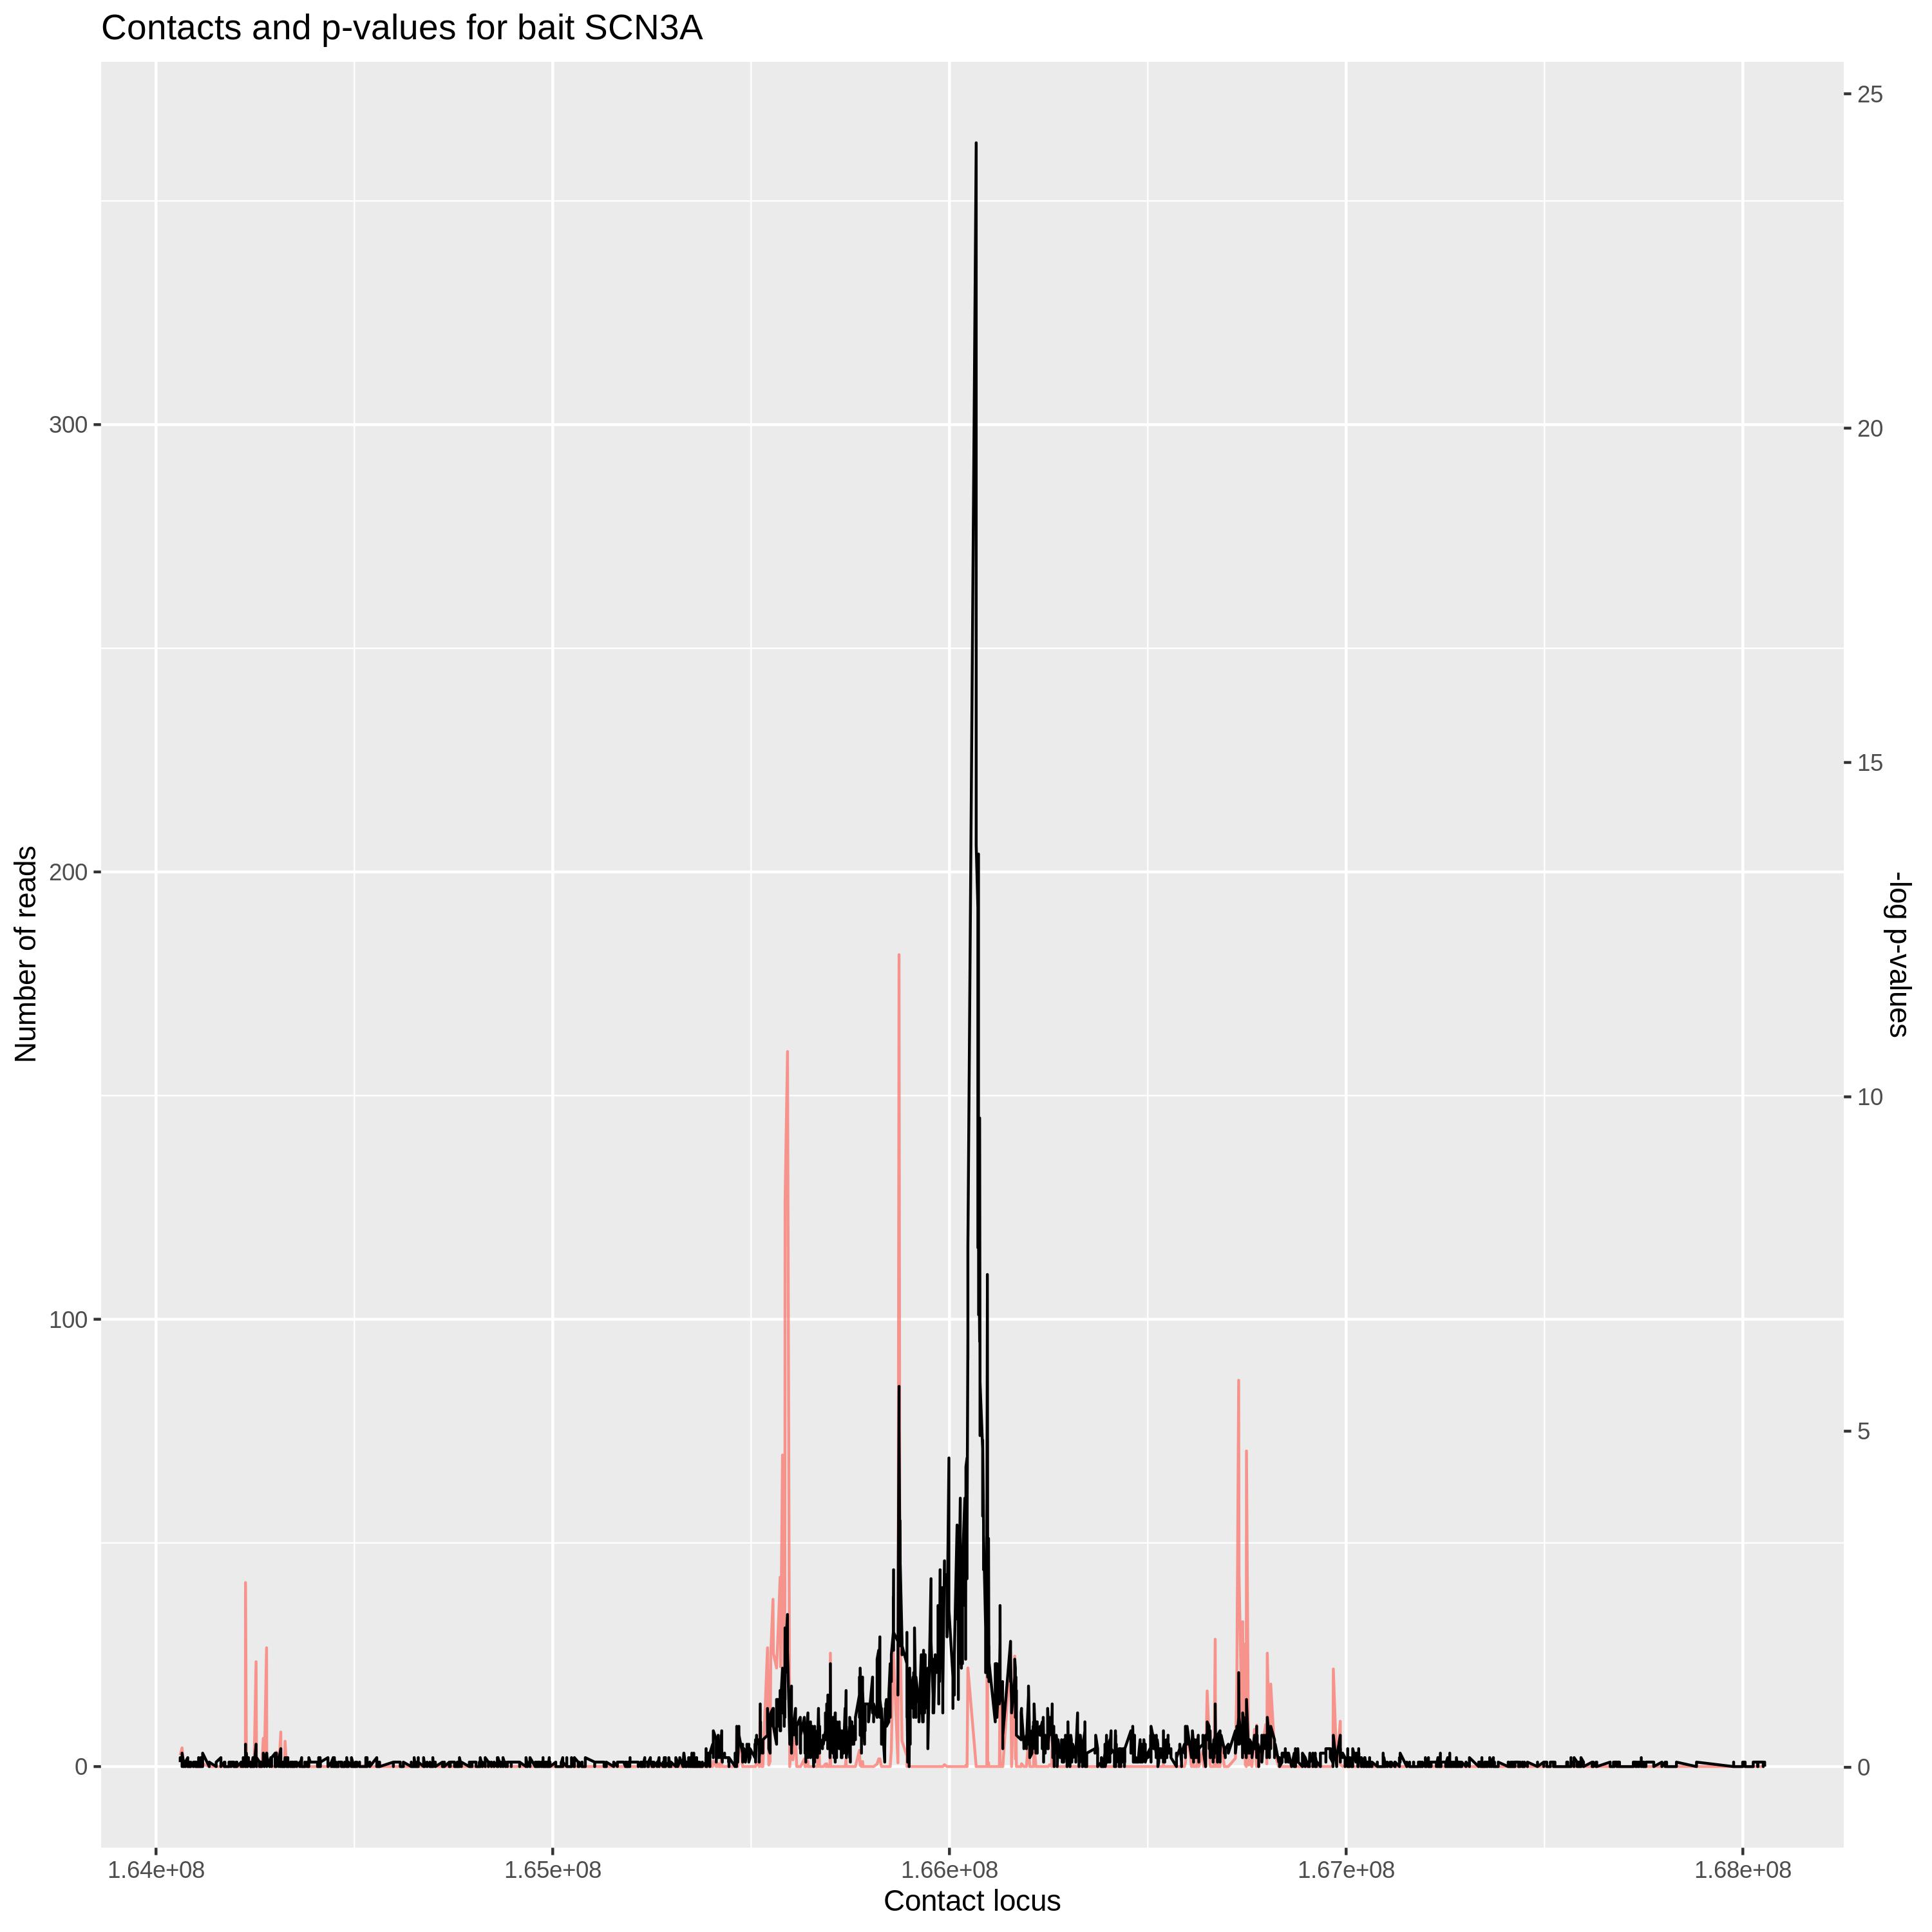 Contacts and p-values for bait SCN3A
25
300
20
15
200
Number of reads
-log p-values
10
100
5
0
0
1.64e+08
1.65e+08
1.66e+08
1.67e+08
1.68e+08
Contact locus